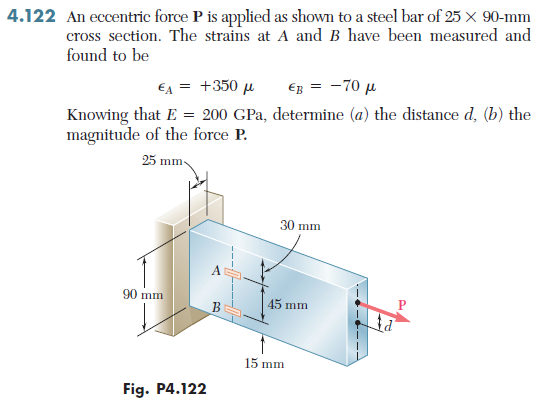 4.122 An eccentric force P is applied as shown to a steel bar of 25 × 90-mm
cross section. The strains at A and B have been measured and
found to be
ϵA = +350 μ ϵB = −70 μ
Knowing that E = 200 GPa, determine (a) the distance d, (b) the
magnitude of the force P.
25 mm
30 mm
A
90 mm
B
45 mm
P
d
15 mm
Fig. P4.122